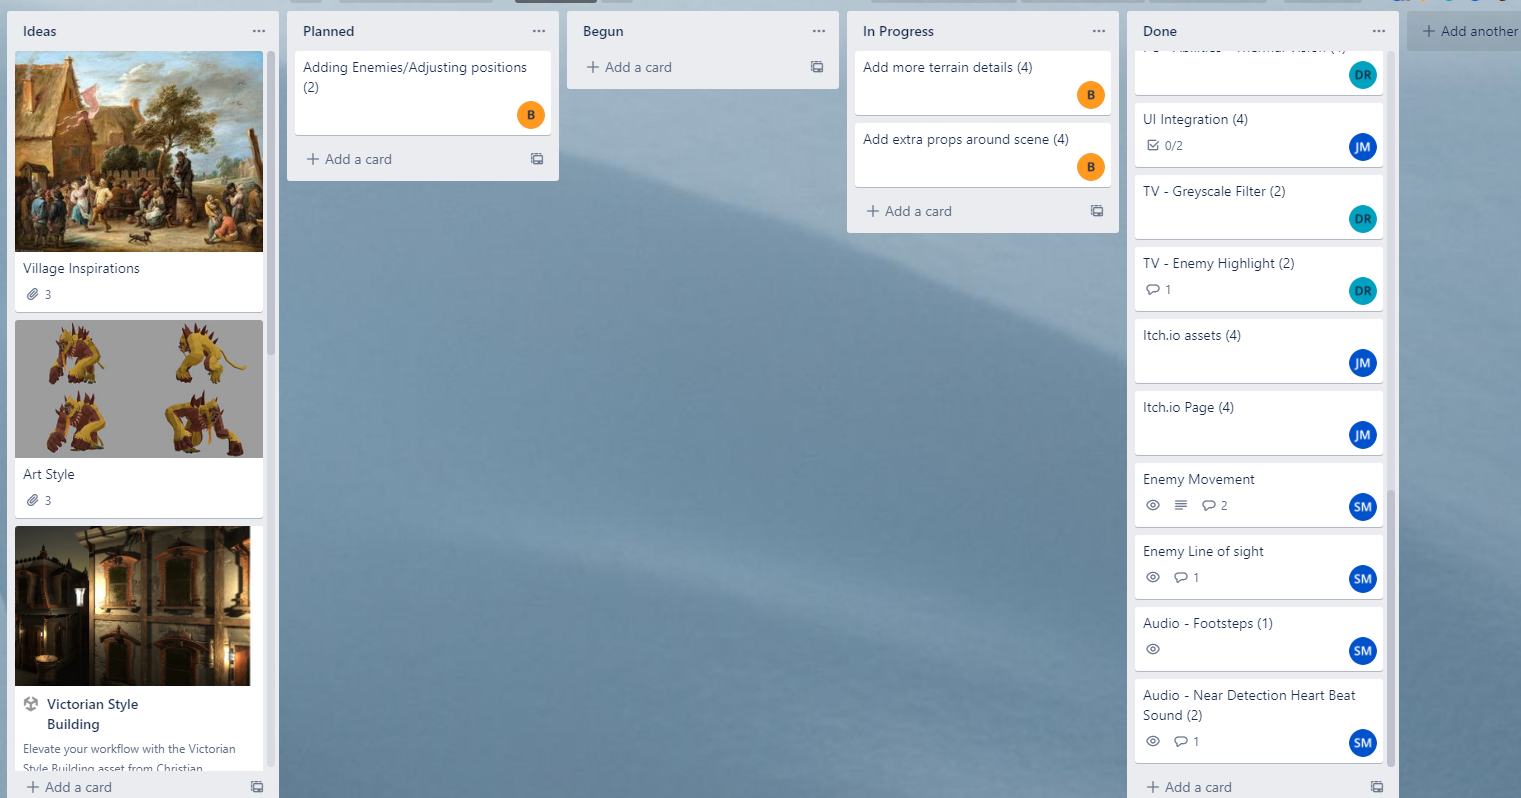 Ideas
Village Inspirations
3
Art Style
3
Victorian Style
Building
Elevate your workflow with the Victorian
Style Building asset from Christian
+ Add a card
Planned
Adding Enemies/Adjusting positions
(2)
B
+ Add a card
Begun
+ Add a card
In Progress
Add more terrain details (4)
B
Add extra props around scene (4)
B
+ Add a card
Done
DR
UI Integration (4)
0/2
JM
TV - Greyscale Filter (2)
DR
TV - Enemy Highlight (2)
1
DR
Itch.io assets (4)
JM
Itch.io Page (4)
JM
Enemy Movement
2
SM
Enemy Line of sight
1
SM
Audio - Footsteps (1)
SM
Audio - Near Detection Heart Beat
Sound (2)
1
SM
+ Add a card
+ Add another